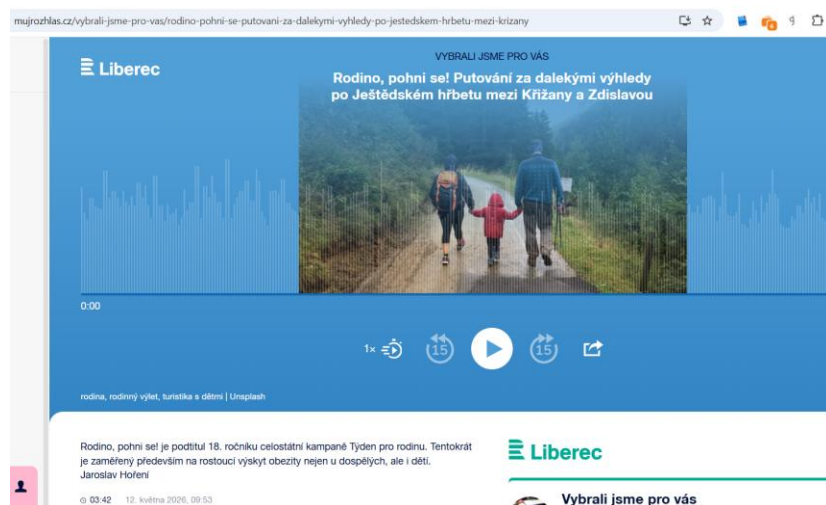 mujrozhlas.cz/vybrali-jsme-pro-vas/rodino-pohni-se-putovani-za-dalekymi-vyhledy-po-jestedskem-hrbetu-mezi-krizany
Liberec
VYBRALI JSME PRO VÁS
Rodino, pohni se! Putování za dalekými výhledy
po Ještědském hřbetu mezi Křižany a Zdislavou
0:00
1×
15
15
rodina, rodinný výlet, turistika s dětmi | Unsplash
Rodino, pohni se! je podtitul 18. ročníku celostátní kampaně Týden pro rodinu. Tentokrát
je zaměřený především na rostoucí výskyt obezity nejen u dospělých, ale i dětí.
Jaroslav Hoření
03:42 12. května 2026, 09:53
Liberec
Vybrali jsme pro vás